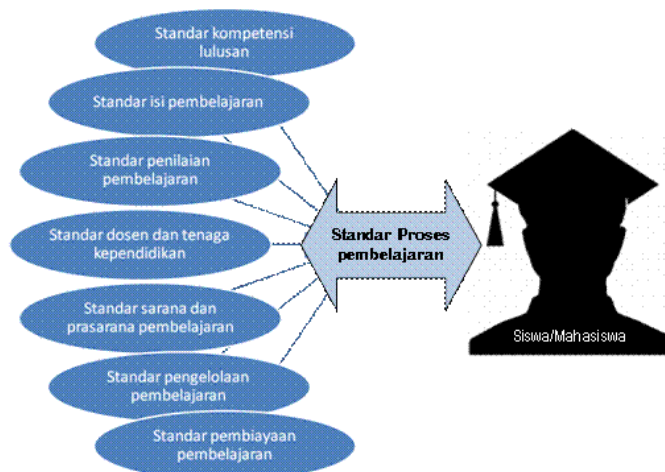 Standar kompetensi
lulusan
Standar isi pembelajaran
Standar penilaian
pembelajaran
Standar dosen dan tenaga
kependidikan
Standar sarana dan
prasarana pembelajaran
Standar pengelolaan
pembelajaran
Standar pembiayaan
pembelajaran
Standar Proses
pembelajaran
Siswa/Mahasiswa